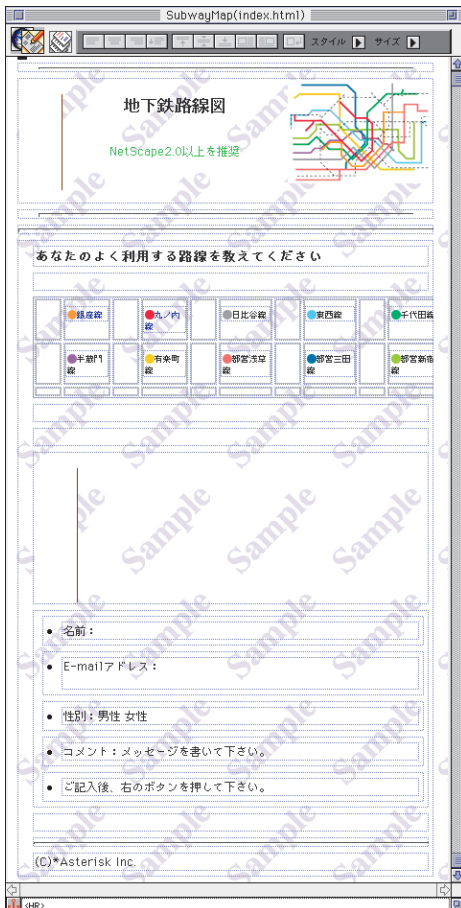 SubwayMap(index.html)
スタイル サイズ
地下鉄路線図
NetScape2.0以上を推奨
あなたのよく利用する路線を教えてください
銀座線 丸ノ内線 日比谷線 東西線 千代田線
半蔵門線 有楽町線 都営浅草線 都営三田線 都営新宿
名前：
E-mailアドレス：
性別：男性 女性
コメント：メッセージを書いて下さい。
ご記入後、右のボタンを押して下さい。
(C)*Asterisk Inc.
<HR>
Sample